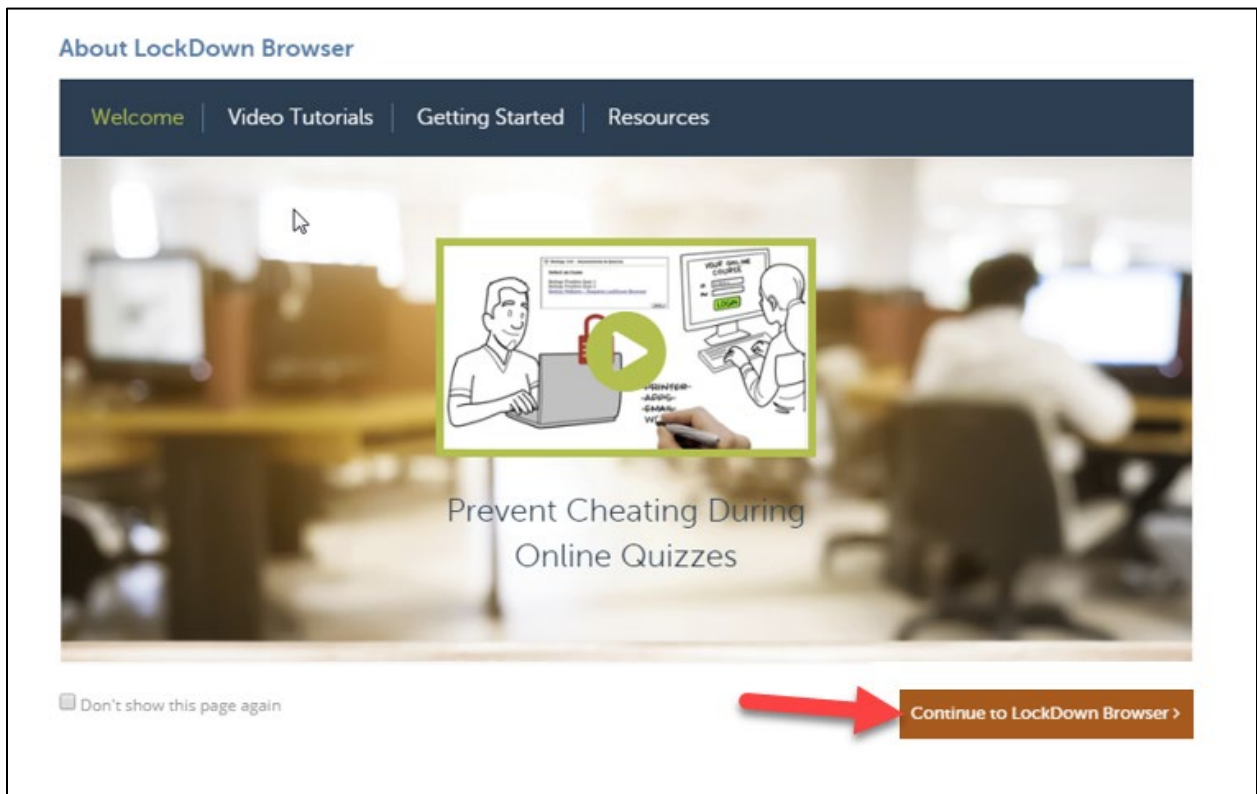 About LockDown Browser
Welcome
Video Tutorials
Getting Started
Resources
YOUR ONLINE
COURSE
LOGIN
PRINTER
APPS
EMAIL
Prevent Cheating During
Online Quizzes
Don't show this page again
Continue to LockDown Browser >